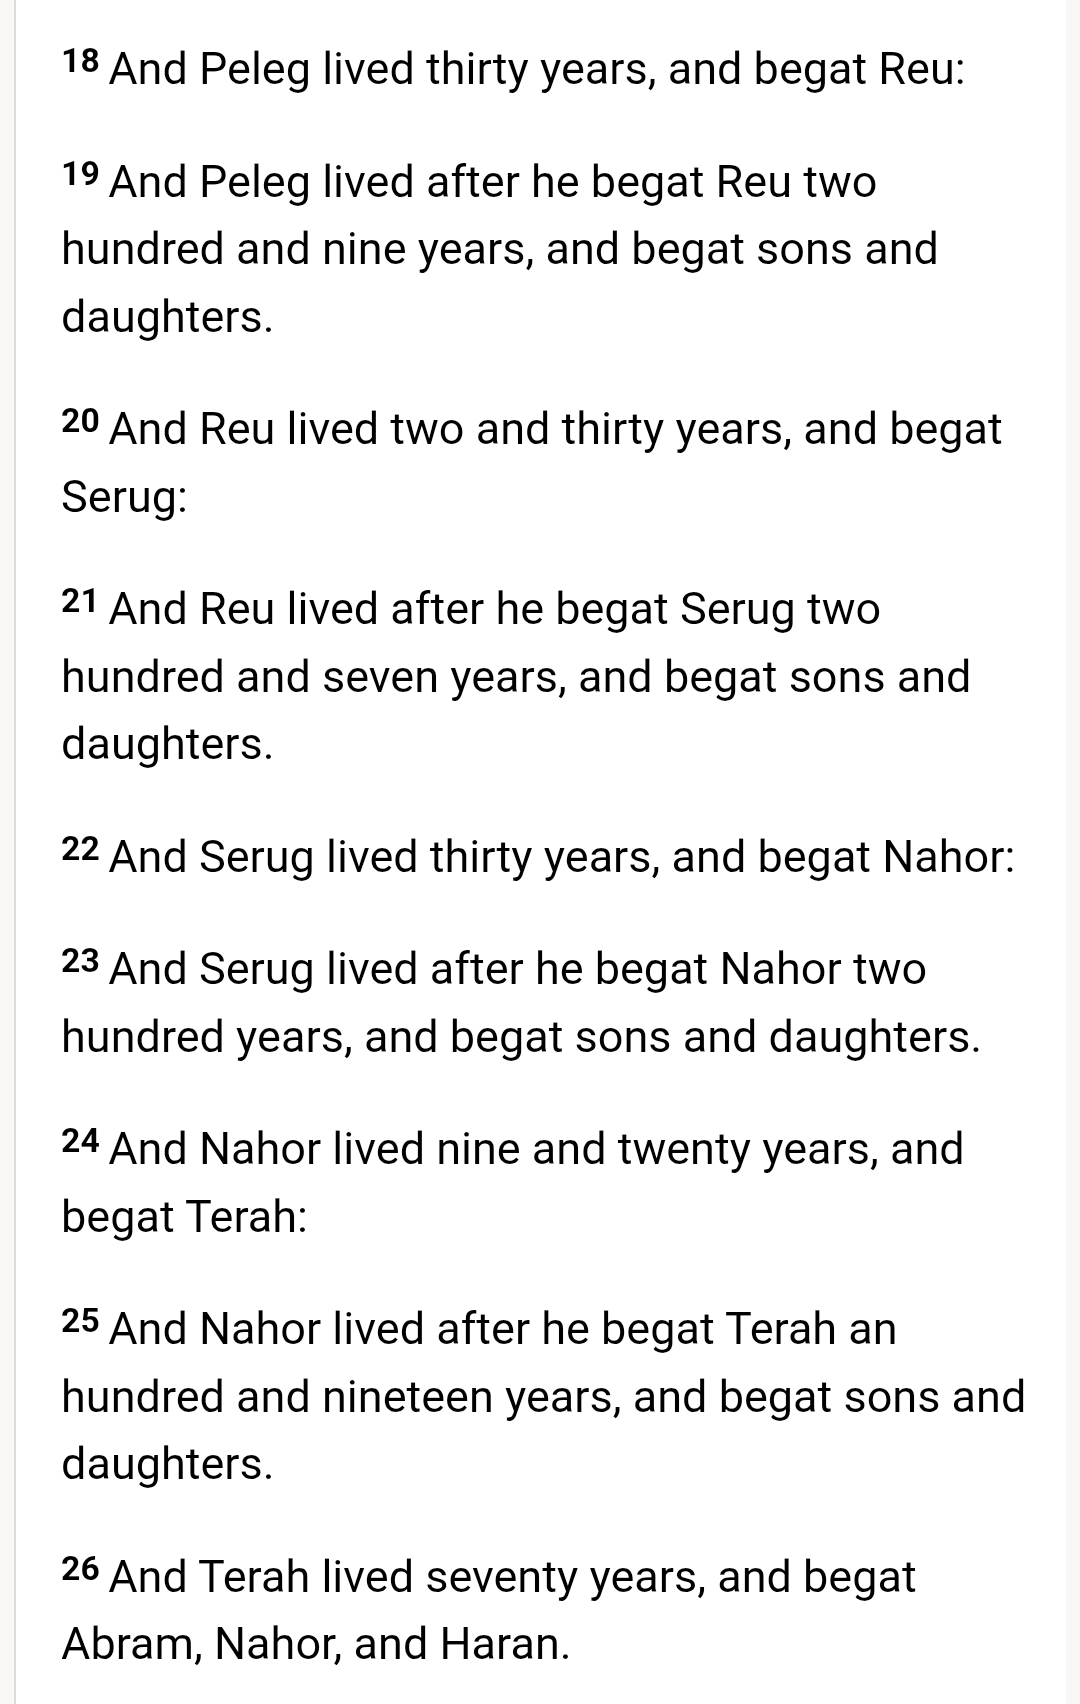 18 And Peleg lived thirty years, and begat Reu:
19 And Peleg lived after he begat Reu two
hundred and nine years, and begat sons and
daughters.
20 And Reu lived two and thirty years, and begat
Serug:
21 And Reu lived after he begat Serug two
hundred and seven years, and begat sons and
daughters.
22 And Serug lived thirty years, and begat Nahor:
23 And Serug lived after he begat Nahor two
hundred years, and begat sons and daughters.
24 And Nahor lived nine and twenty years, and
begat Terah:
25 And Nahor lived after he begat Terah an
hundred and nineteen years, and begat sons and
daughters.
26 And Terah lived seventy years, and begat
Abram, Nahor, and Haran.